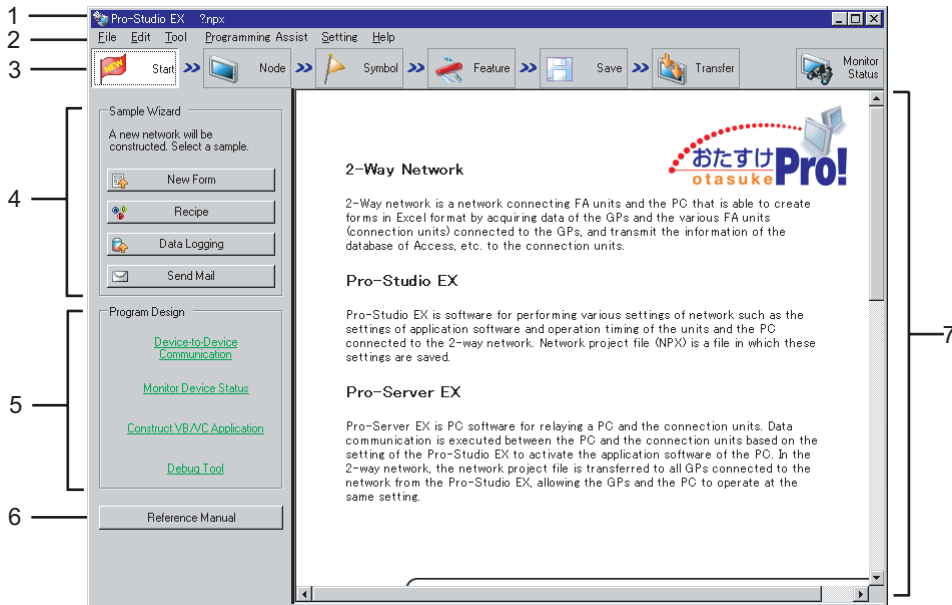 1
Pro-Studio EX ?.npx
2
File Edit Tool Programming Assist Setting Help
3
NEW Start Node Symbol Feature Save Transfer Monitor Status
4
Sample Wizard
A new network will be
constructed. Select a sample.
New Form
Recipe
Data Logging
Send Mail
5
Program Design
Device-to-Device
Communication
Monitor Device Status
Construct VB/VC Application
Debug Tool
6
Reference Manual
7
おたすけ Pro!
otasuke
2-Way Network
2-Way network is a network connecting FA units and the PC that is able to create
forms in Excel format by acquiring data of the GPs and the various FA units
(connection units) connected to the GPs, and transmit the information of the
database of Access, etc. to the connection units.
Pro-Studio EX
Pro-Studio EX is software for performing various settings of network such as the
settings of application software and operation timing of the units and the PC
connected to the 2-way network. Network project file (NPX) is a file in which these
settings are saved.
Pro-Server EX
Pro-Server EX is PC software for relaying a PC and the connection units. Data
communication is executed between the PC and the connection units based on the
setting of the Pro-Studio EX to activate the application software of the PC. In the
2-way network, the network project file is transferred to all GPs connected to the
network from the Pro-Studio EX, allowing the GPs and the PC to operate at the
same setting.